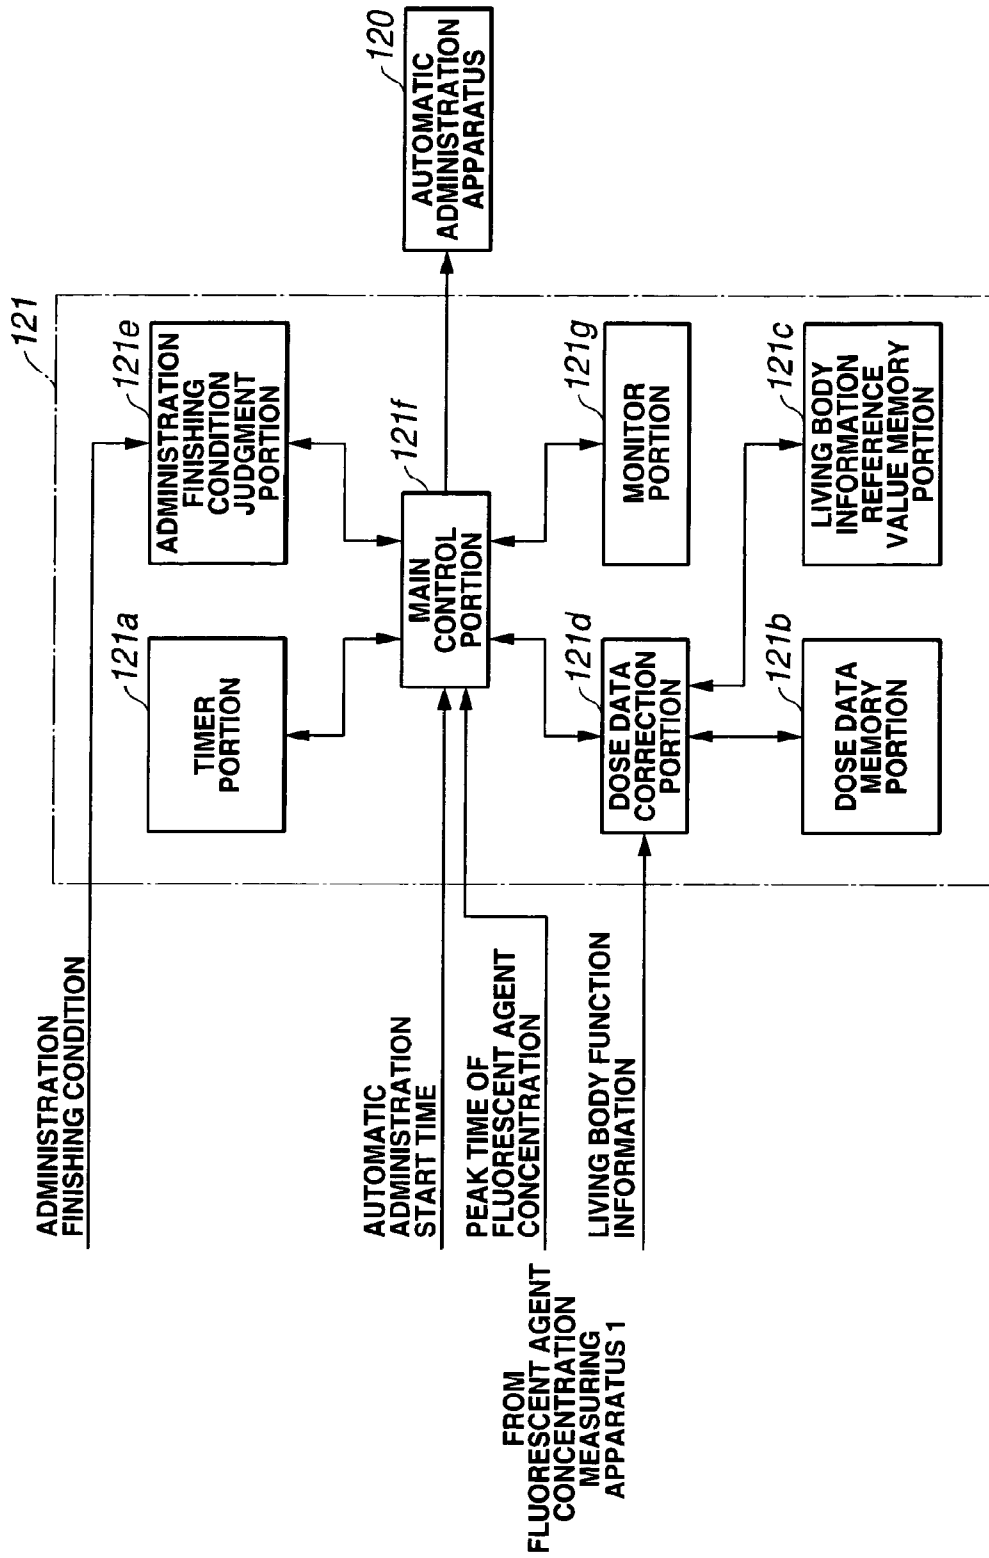 121
ADMINISTRATION
FINISHING CONDITION
121a
TIMER
PORTION
121e
ADMINISTRATION
FINISHING
CONDITION
JUDGMENT
PORTION
AUTOMATIC
ADMINISTRATION
START TIME
121f
MAIN
CONTROL
PORTION
120
AUTOMATIC
ADMINISTRATION
APPARATUS
PEAK TIME OF
FLUORESCENT AGENT
CONCENTRATION
FROM
FLUORESCENT AGENT
CONCENTRATION
MEASURING
APPARATUS 1
LIVING BODY FUNCTION
INFORMATION
121d
DOSE DATA
CORRECTION
PORTION
121g
MONITOR
PORTION
121b
DOSE DATA
MEMORY
PORTION
121c
LIVING BODY
INFORMATION
REFERENCE
VALUE MEMORY
PORTION